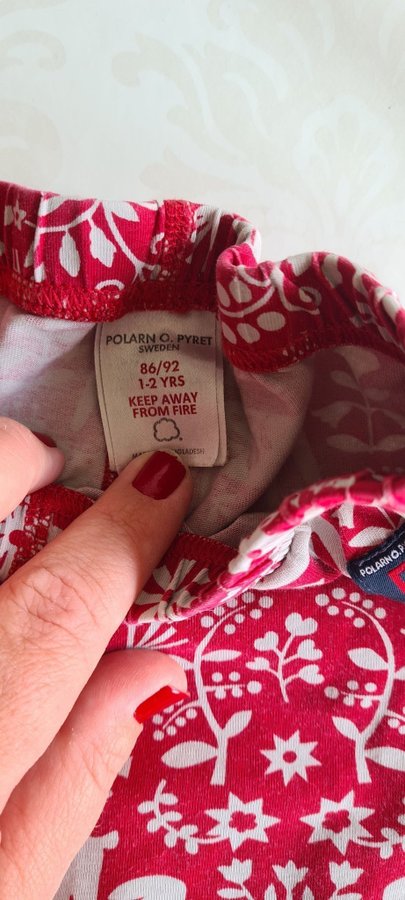 POLARN O. PYRET
SWEDEN
86/92
1-2 YRS
KEEP AWAY
FROM FIRE
POLARN O.